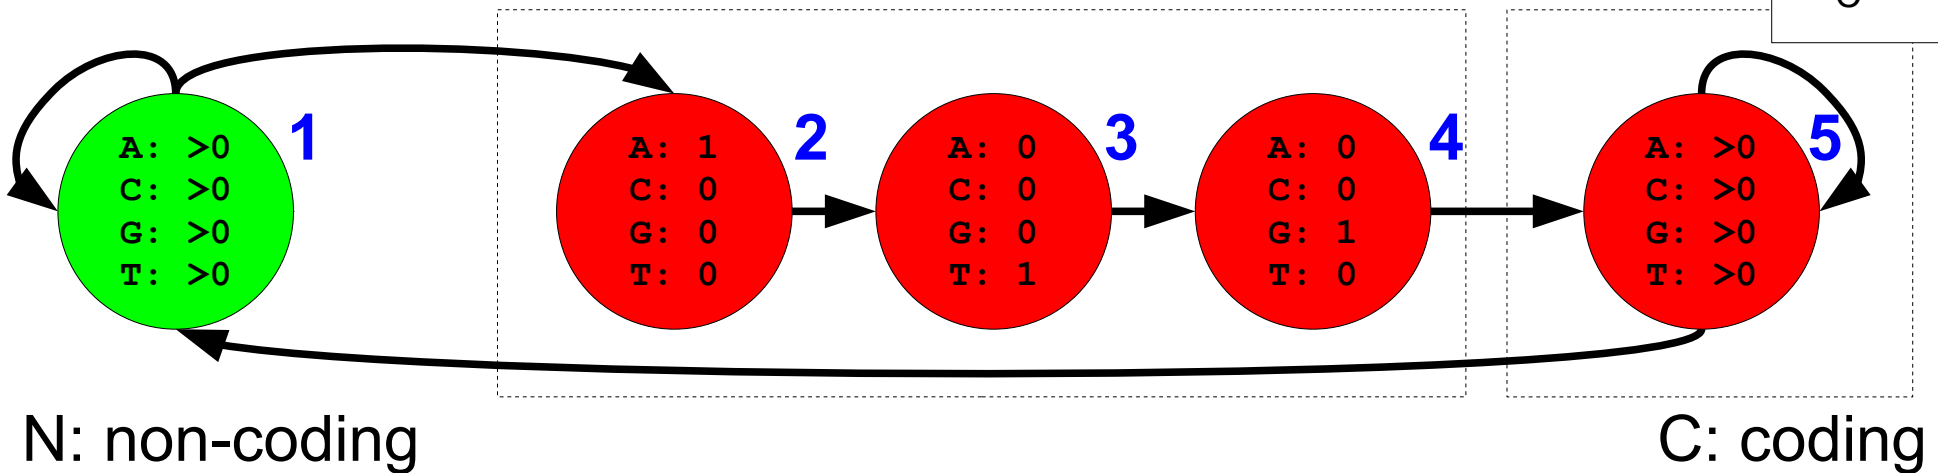 1
A: >0
C: >0
G: >0
T: >0
2
A: 1
C: 0
G: 0
T: 0
3
A: 0
C: 0
G: 0
T: 1
4
A: 0
C: 0
G: 1
T: 0
5
A: >0
C: >0
G: >0
T: >0
N: non-coding
C: coding